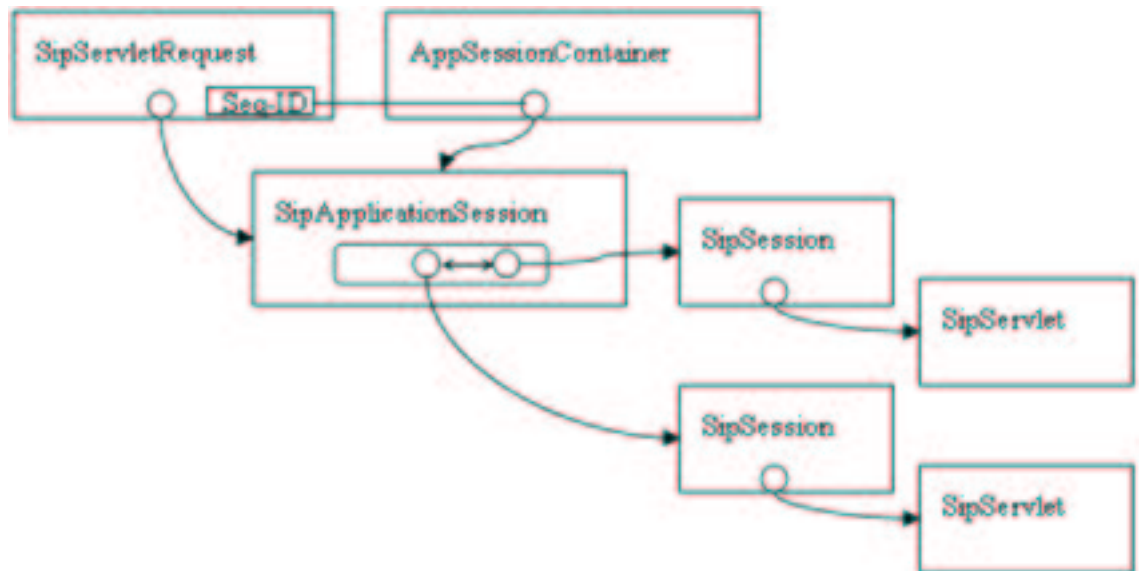 SipServletRequest
AppSessionContainer
Seq-ID
SipApplicationSession
SipSession
SipServlet
SipSession
SipServlet